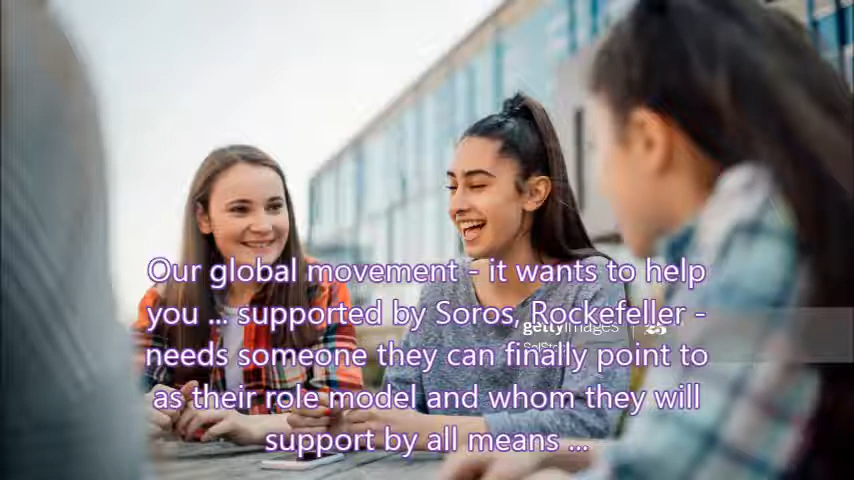 Our global movement - it wants to help
you ... supported by Soros, Rockefeller -
gettyimages
needs someone they can finally point to
as their role model and whom they will
support by all means ...